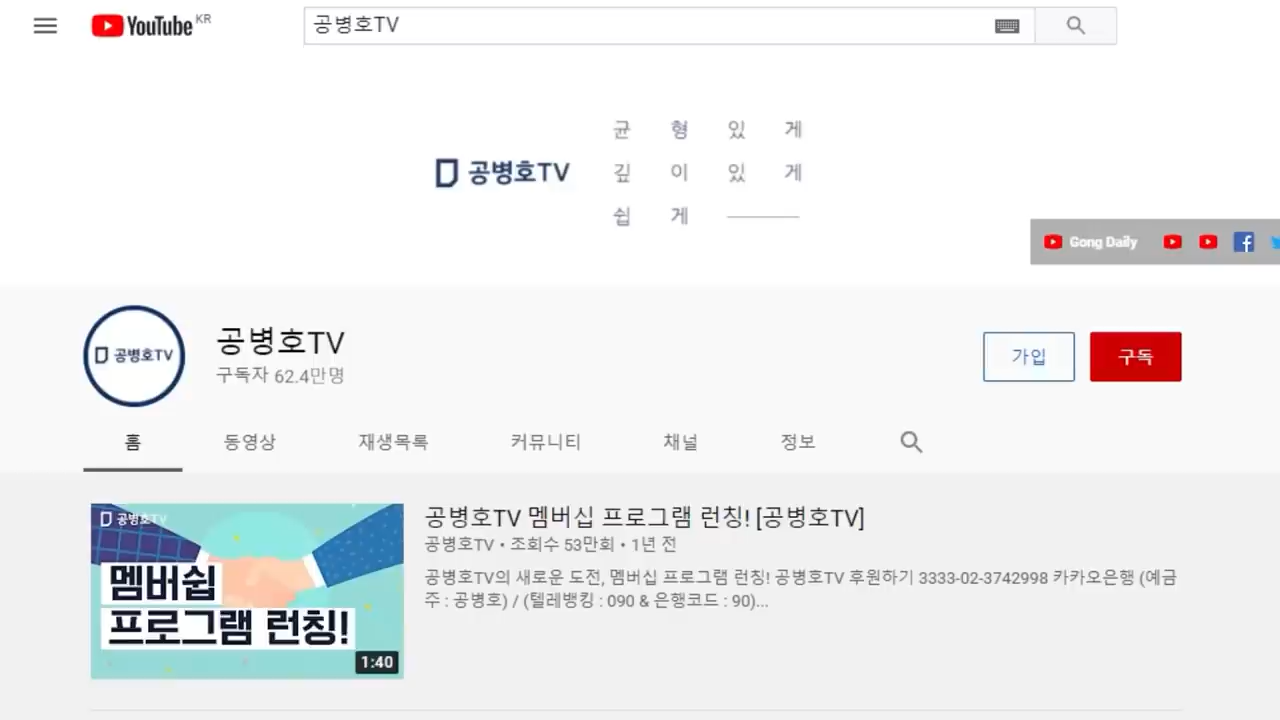 YouTube KR
공병호TV
공병호TV
균형있게
깊이있게
쉽게
Gong Daily
공병호TV
공병호TV
구독자 62.4만명
가입
구독
홈
동영상
재생목록
커뮤니티
채널
정보
공병호TV
멤버쉽
프로그램 런칭!
1:40
공병호TV 멤버십 프로그램 런칭! [공병호TV]
공병호TV • 조회수 53만회 • 1년 전
공병호TV의 새로운 도전, 멤버십 프로그램 런칭! 공병호TV 후원하기 3333-02-3742998 카카오은행 (예금
주 : 공병호) / (텔레뱅킹 : 090 & 은행코드 : 90)...